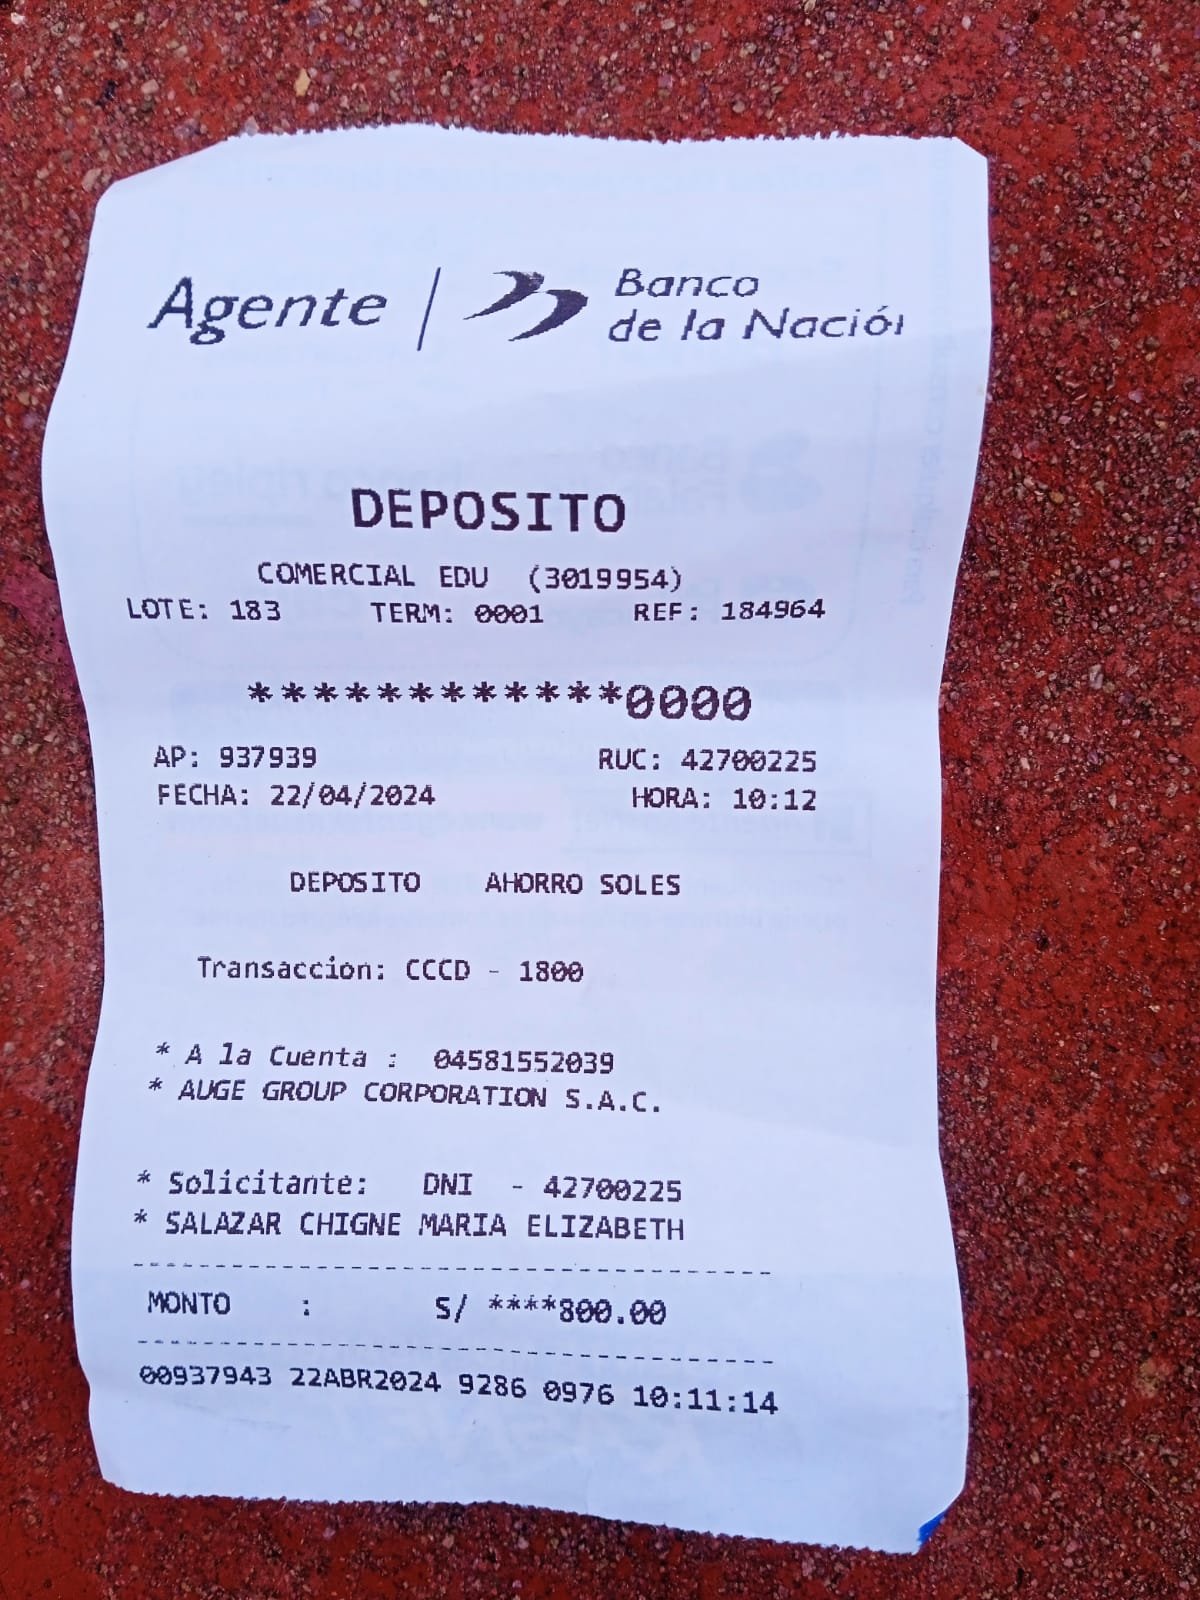 Agente | Banco
de la Nación
DEPOSITO
COMERCIAL EDU (3019954)
LOTE: 183 TERM: 0001 REF: 184964
************0000
AP: 937939 RUC: 42700225
FECHA: 22/04/2024 HORA: 10:12
DEPOSITO AHORRO SOLES
Transaccion: CCCD - 1800
* A la Cuenta : 04581552039
* AUGE GROUP CORPORATION S.A.C.
* Solicitante: DNI - 42700225
* SALAZAR CHIGNE MARIA ELIZABETH
MONTO : S/ ****800.00
00937943 22ABR2024 9286 0976 10:11:14